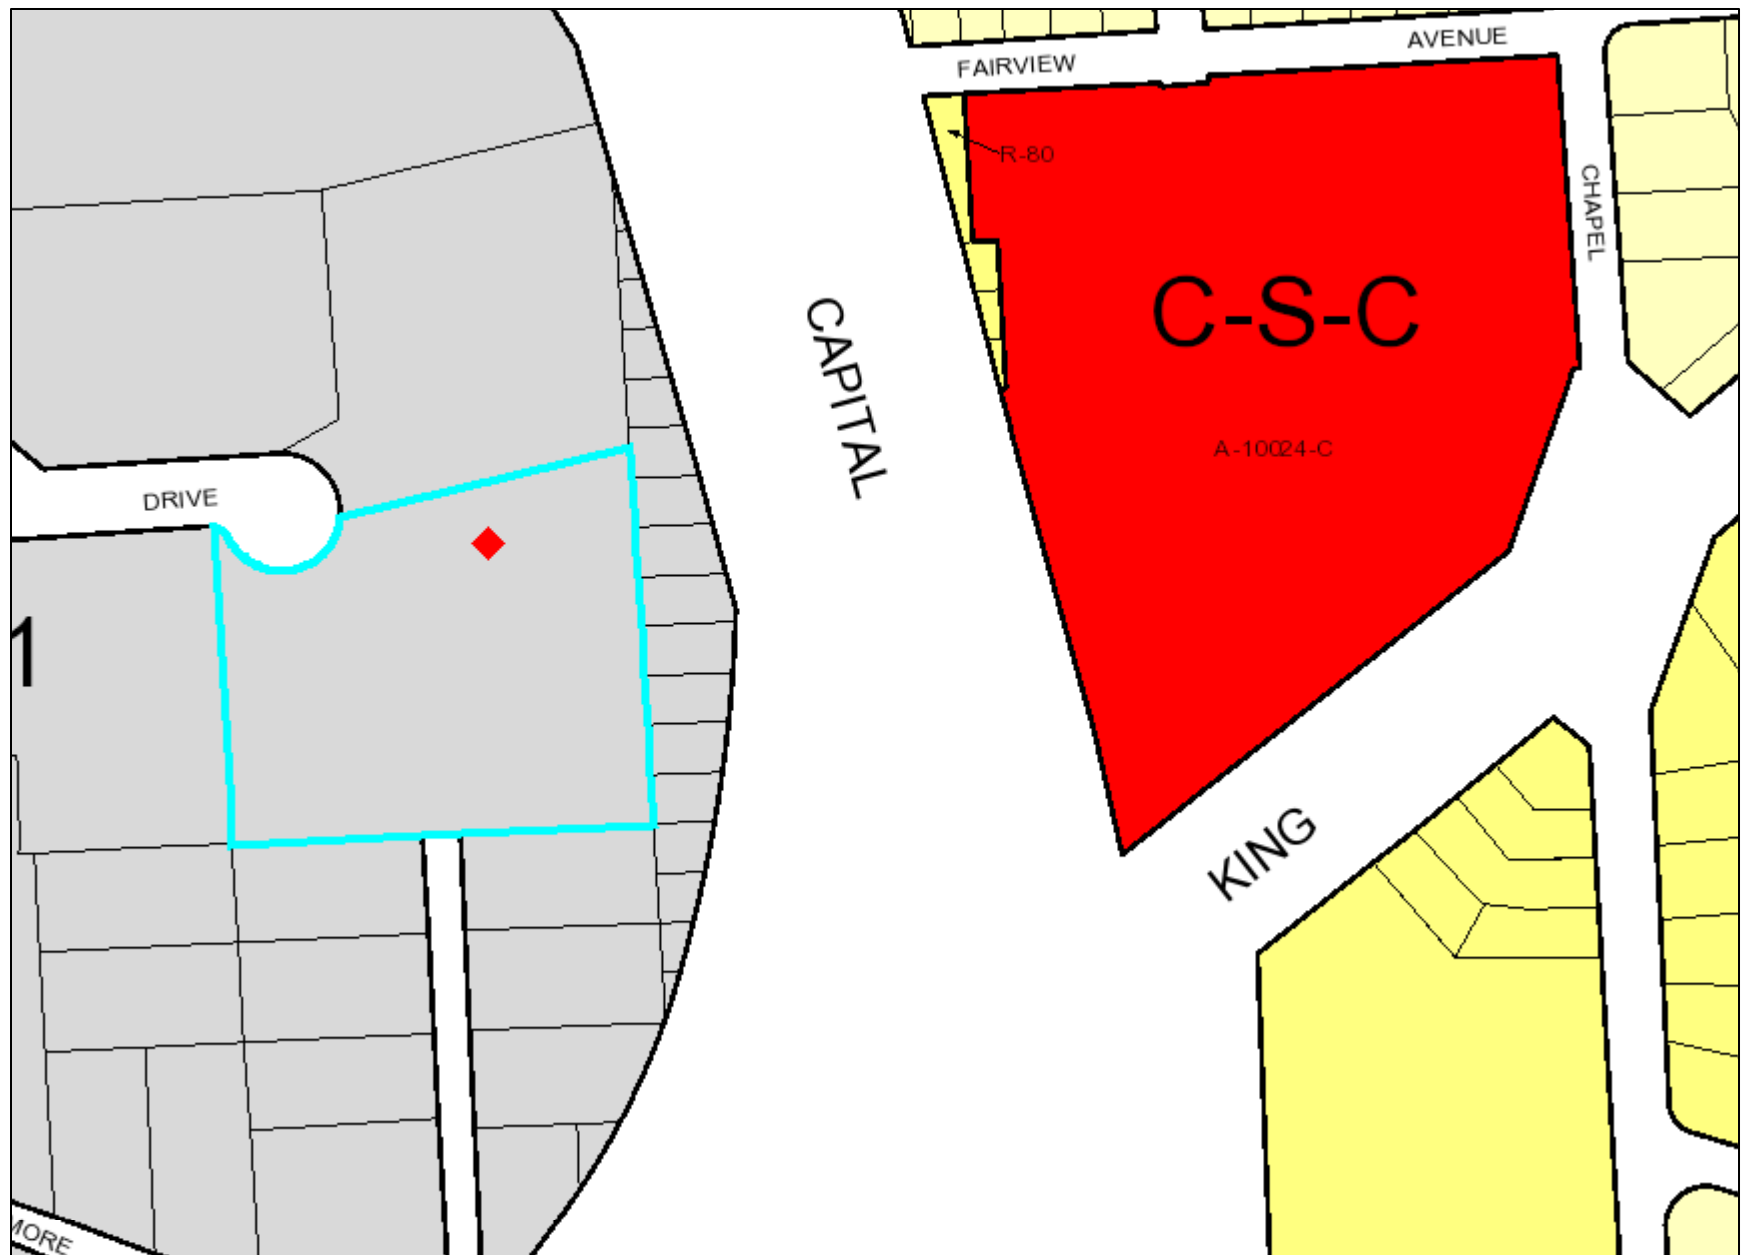 AVENUE
FAIRVIEW
R-80
CHAPEL
C-S-C
CAPITAL
A-10024-C
DRIVE
1
KING
MORE